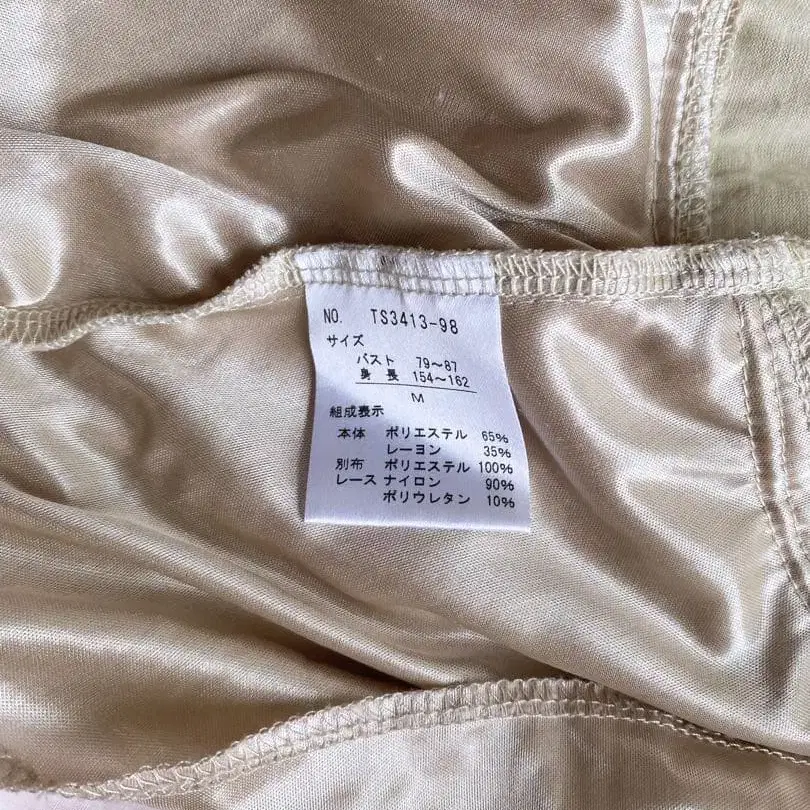 NO. TS3413-98
サイズ
バスト 79〜87
身長 154〜162
M
組成表示
本体 ポリエステル 65%
レーヨン 35%
別布 ポリエステル 100%
レース ナイロン 90%
ポリウレタン 10%